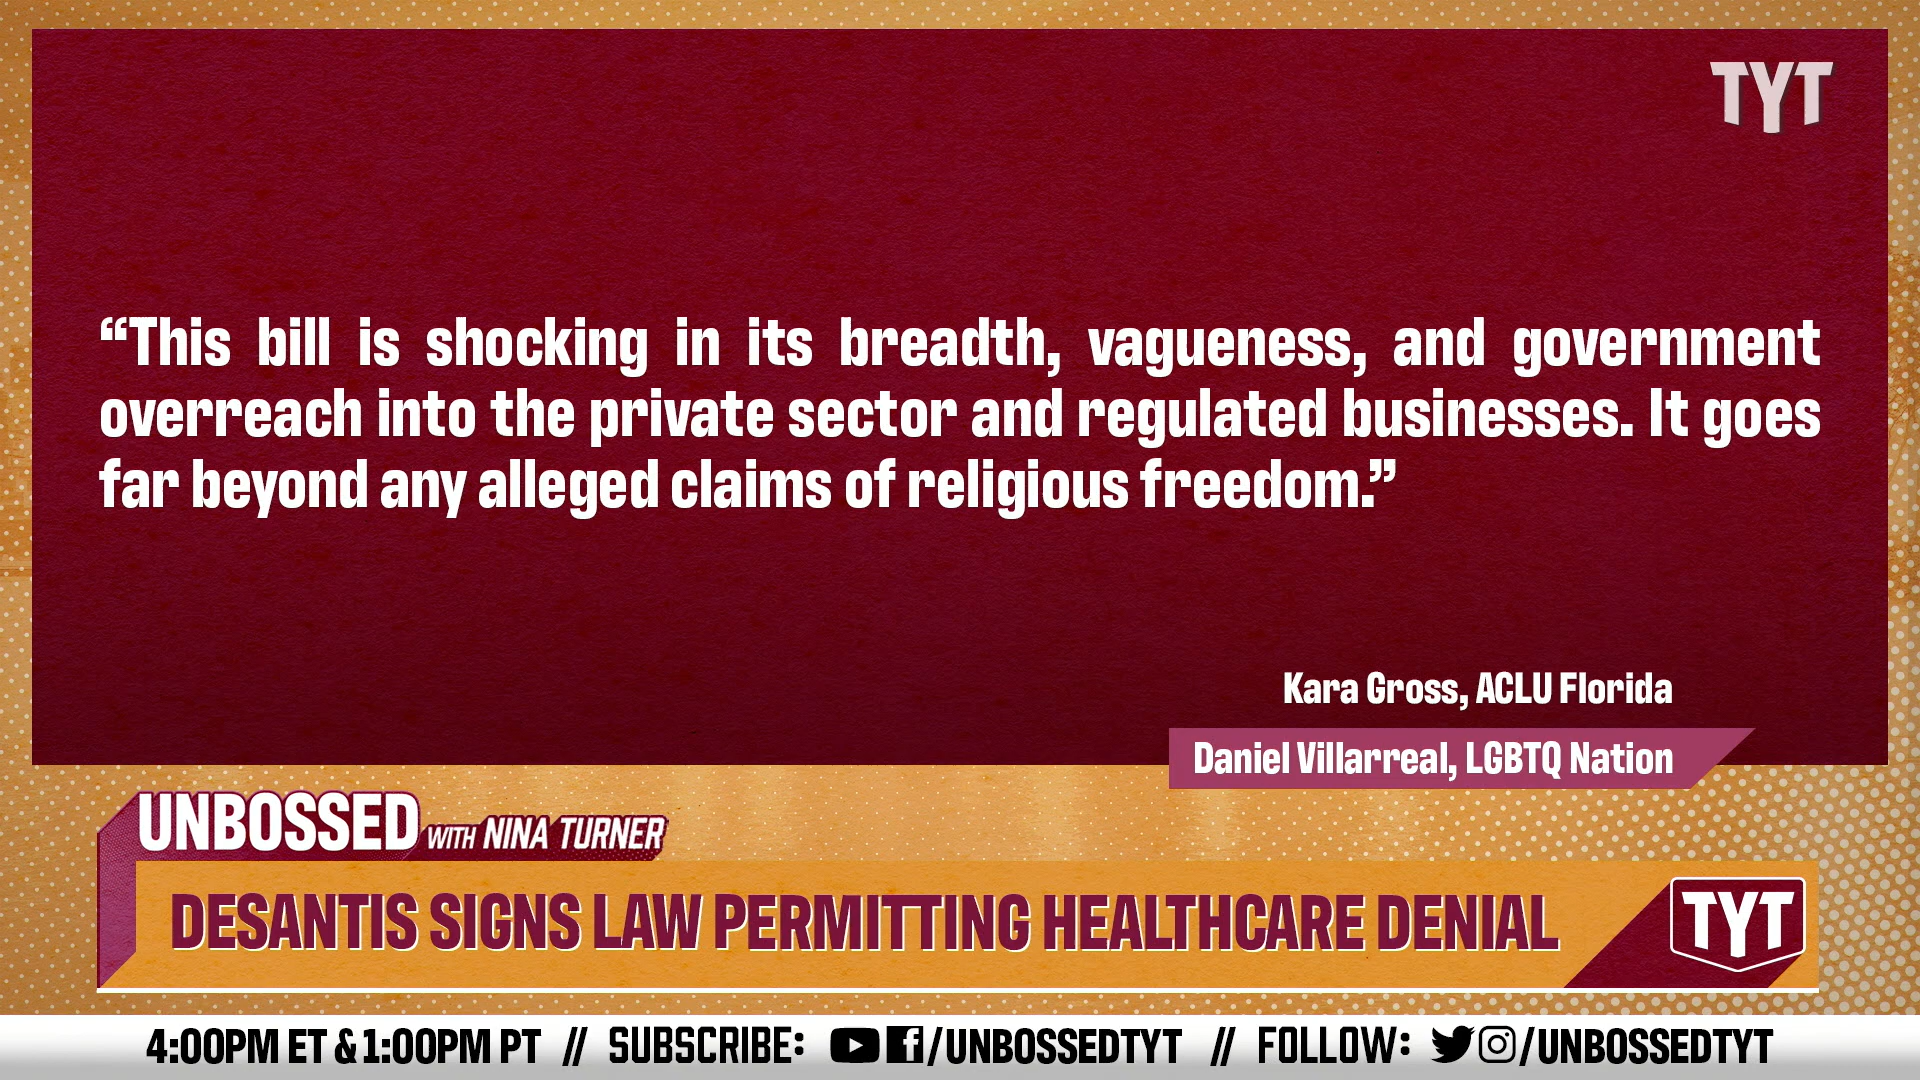 TYT
“This bill is shocking in its breadth, vagueness, and government
overreach into the private sector and regulated businesses. It goes
far beyond any alleged claims of religious freedom.”
Kara Gross, ACLU Florida
Daniel Villarreal, LGBTQ Nation
UNBOSSED WITH NINA TURNER
DESANTIS SIGNS LAW PERMITTING HEALTHCARE DENIAL
TYT
4:00PM ET & 1:00PM PT // SUBSCRIBE: /UNBOSSEDTYT // FOLLOW: /UNBOSSEDTYT